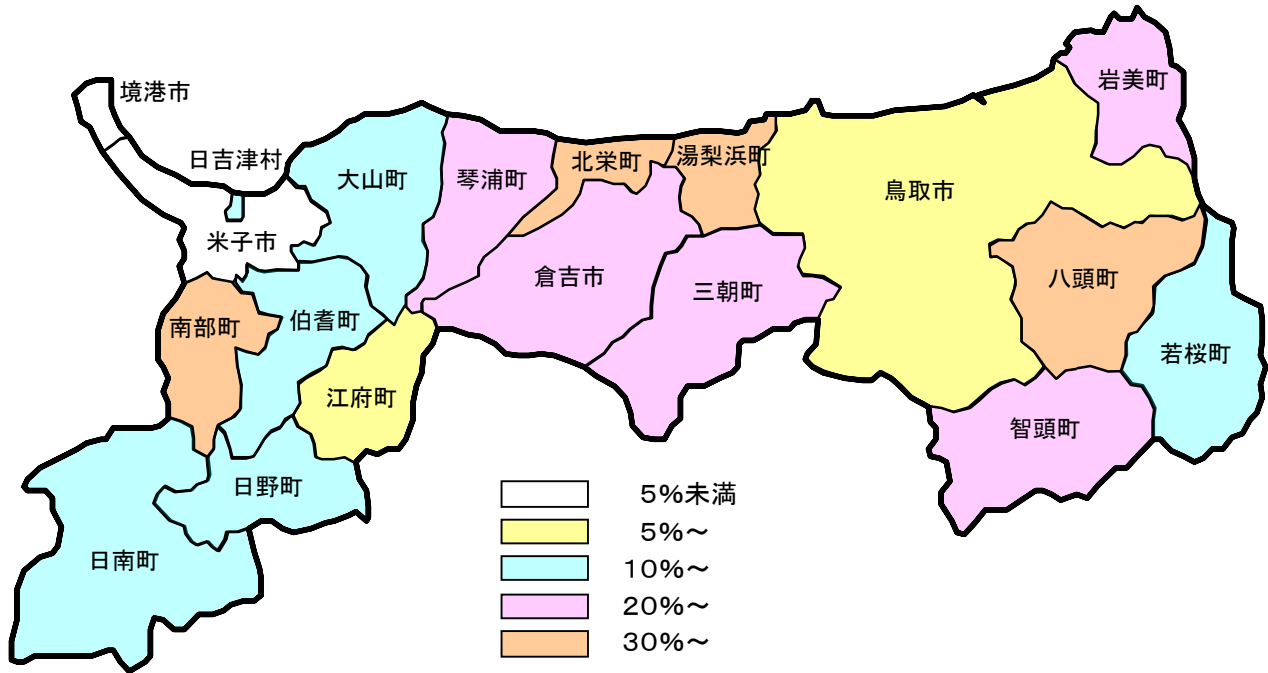 境港市
岩美町
日吉津村
大山町
琴浦町
北栄町
湯梨浜町
鳥取市
米子市
倉吉市
三朝町
八頭町
南部町
伯耆町
若桜町
江府町
智頭町
日野町
日南町
5%未満
5%～
10%～
20%～
30%～